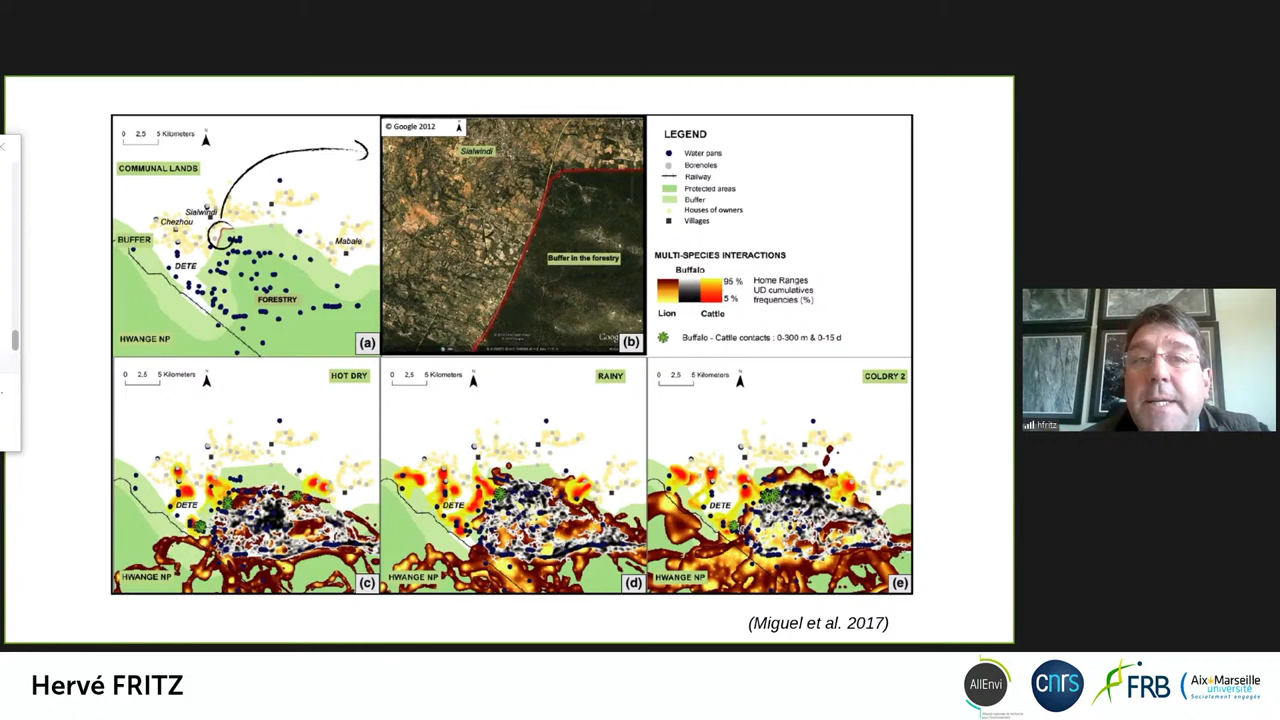 0 2,5 5 Kilometers
N
COMMUNAL LANDS
Sialwindi
Chezhou
BUFFER
Mabale
DETE
FORESTRY
HWANGE NP
(a)
© Google 2012
Sialwindi
Buffer in the forestry
(b)
LEGEND
Water pans
Boreholes
Railway
Protected areas
Buffer
Houses of owners
Villages
MULTI-SPECIES INTERACTIONS
Buffalo
95 %
5 %
Lion Cattle
Home Ranges
UD cumulatives
frequencies (%)
Buffalo - Cattle contacts : 0-300 m & 0-15 d
0 2,5 5 Kilometers
N
HOT DRY
DETE
HWANGE NP
(c)
0 2,5 5 Kilometers
N
RAINY
DETE
HWANGE NP
(d)
0 2,5 5 Kilometers
N
COLDRY 2
DETE
HWANGE NP
(e)
(Miguel et al. 2017)
hfritz
Hervé FRITZ
AllEnvi
cnrs
FRB
Aix*Marseille
université
Socialement engagée